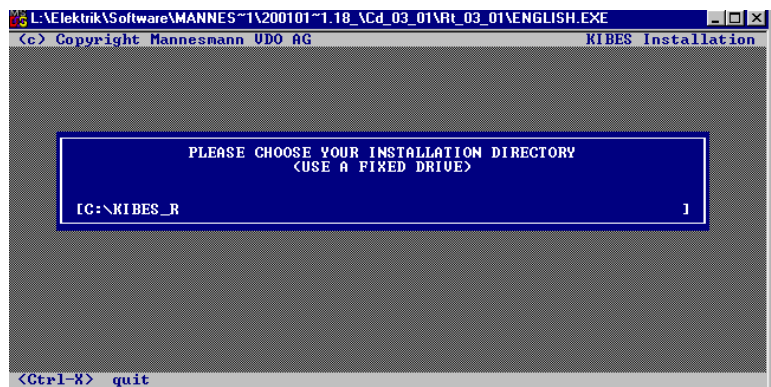 L:\Elektrik\Software\MANNES~1\200101~1.18_\Cd_03_01\Rt_03_01\ENGLISH.EXE
(c) Copyright Mannesmann VDO AG KIBES Installation
PLEASE CHOOSE YOUR INSTALLATION DIRECTORY
(USE A FIXED DRIVE)
[C:\KIBES_R ]
<Ctrl-X> quit